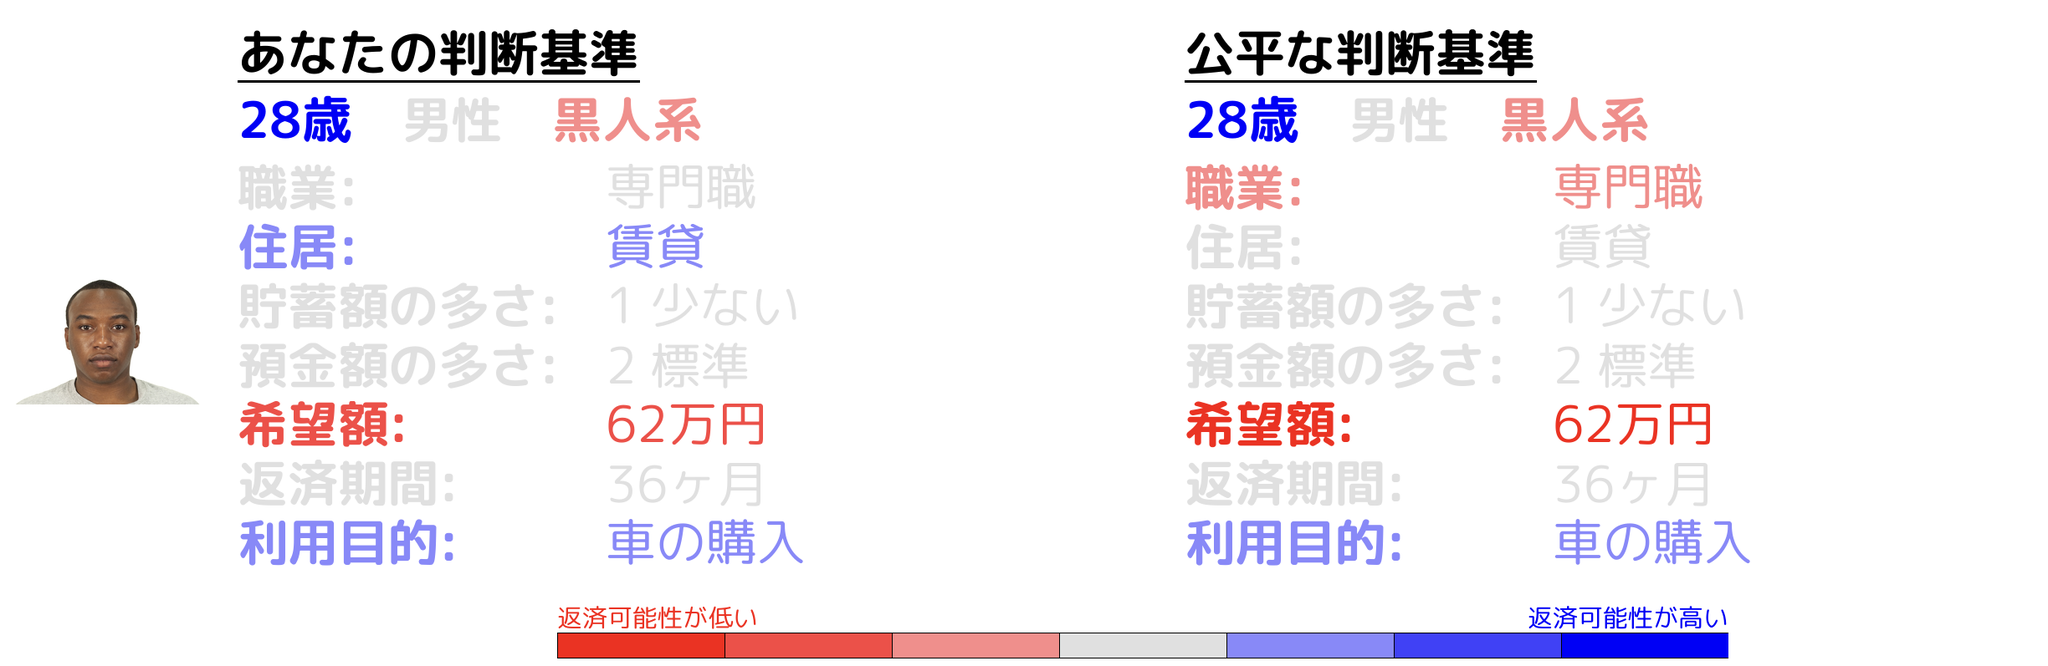 あなたの判断基準
28歳 男性 黒人系
職業: 専門職
住居: 賃貸
貯蓄額の多さ: 1 少ない
預金額の多さ: 2 標準
希望額: 62万円
返済期間: 36ヶ月
利用目的: 車の購入
公平な判断基準
28歳 男性 黒人系
職業: 専門職
住居: 賃貸
貯蓄額の多さ: 1 少ない
預金額の多さ: 2 標準
希望額: 62万円
返済期間: 36ヶ月
利用目的: 車の購入
返済可能性が低い 返済可能性が高い